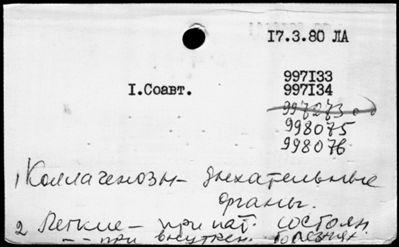 17.3.80 ЛА
997133
I.Соавт. 997134
997273
998075
998076
1 Коллагенозы - дыхательные
органы.
2 Легкие - при пат. состоян.
- - при внутрен. болезнях